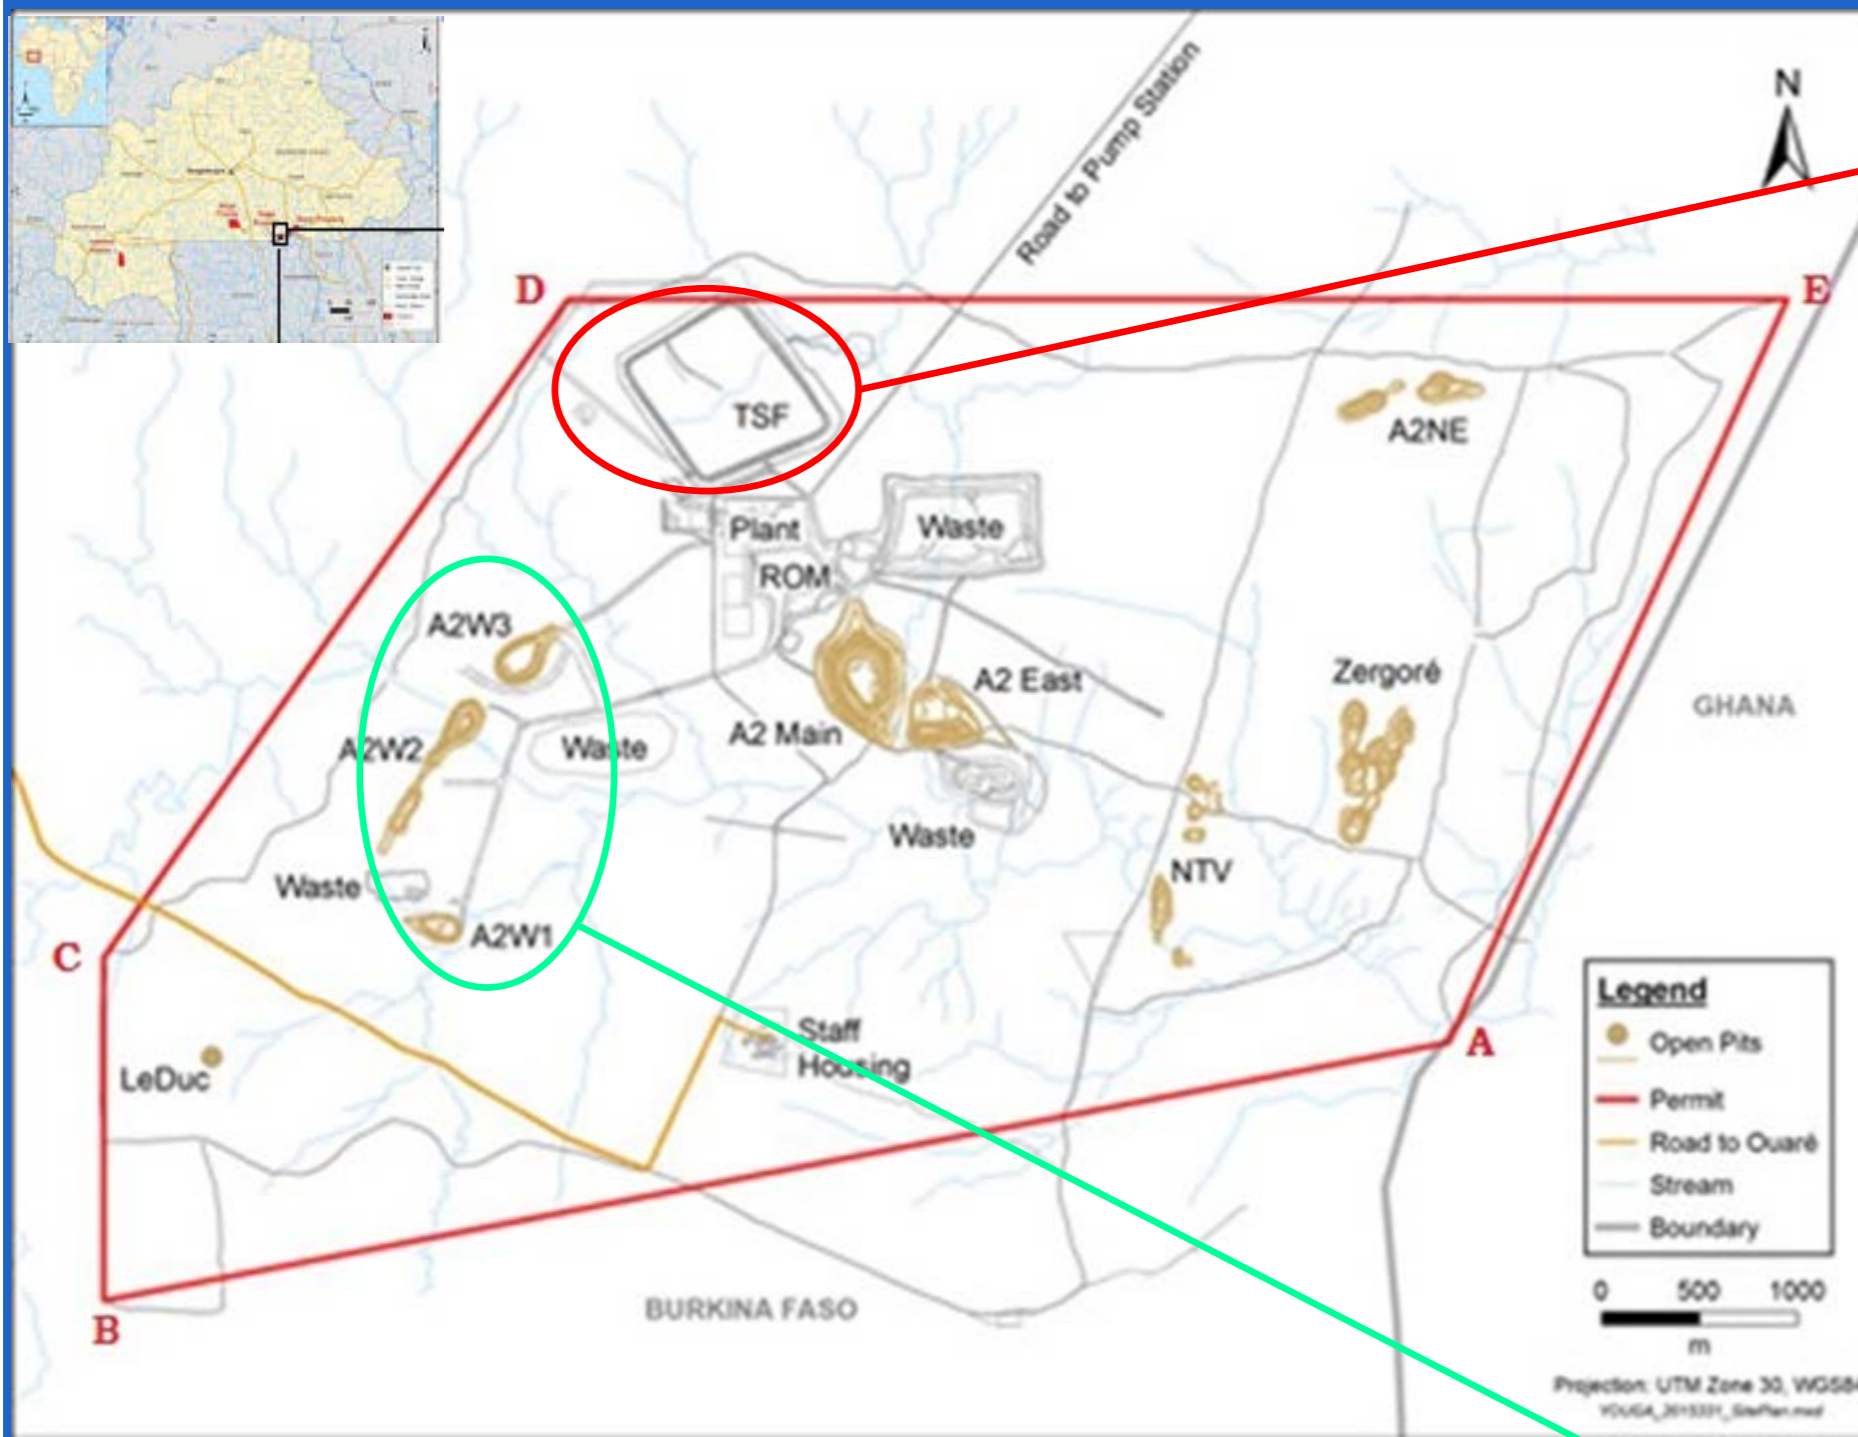 N
Road to Pump Station
D
E
TSF
A2NE
Plant
Waste
ROM
A2W3
Zergoré
A2 East
GHANA
A2W2
Waste
A2 Main
Waste
NTV
Waste
A2W1
C
Legend
Open Pits
Permit
Road to Ouaré
Stream
Boundary
Staff
Housing
A
LeDuc
0 500 1000
m
BURKINA FASO
B
Projection: UTM Zone 30, WGS84
YOUGA_2015331_SitePlan.mxd